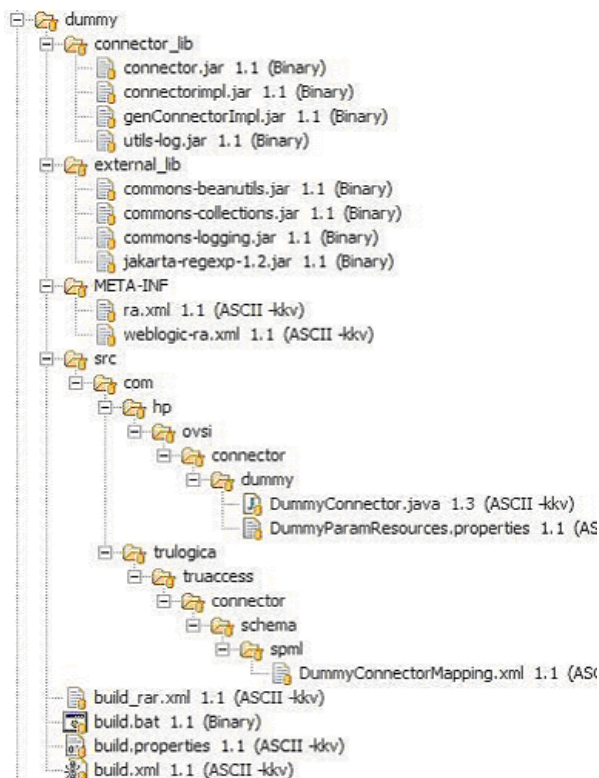 dummy
connector_lib
connector.jar 1.1 (Binary)
connectorimpl.jar 1.1 (Binary)
genConnectorImpl.jar 1.1 (Binary)
utils-log.jar 1.1 (Binary)
external_lib
commons-beanutils.jar 1.1 (Binary)
commons-collections.jar 1.1 (Binary)
commons-logging.jar 1.1 (Binary)
jakarta-regexp-1.2.jar 1.1 (Binary)
META-INF
ra.xml 1.1 (ASCII -kkv)
weblogic-ra.xml 1.1 (ASCII -kkv)
src
com
hp
ovsi
connector
dummy
DummyConnector.java 1.3 (ASCII -kkv)
DummyParamResources.properties 1.1 (AS
trulogica
truaccess
connector
schema
spml
DummyConnectorMapping.xml 1.1 (ASC
build_rar.xml 1.1 (ASCII -kkv)
build.bat 1.1 (Binary)
build.properties 1.1 (ASCII -kkv)
build.xml 1.1 (ASCII -kkv)